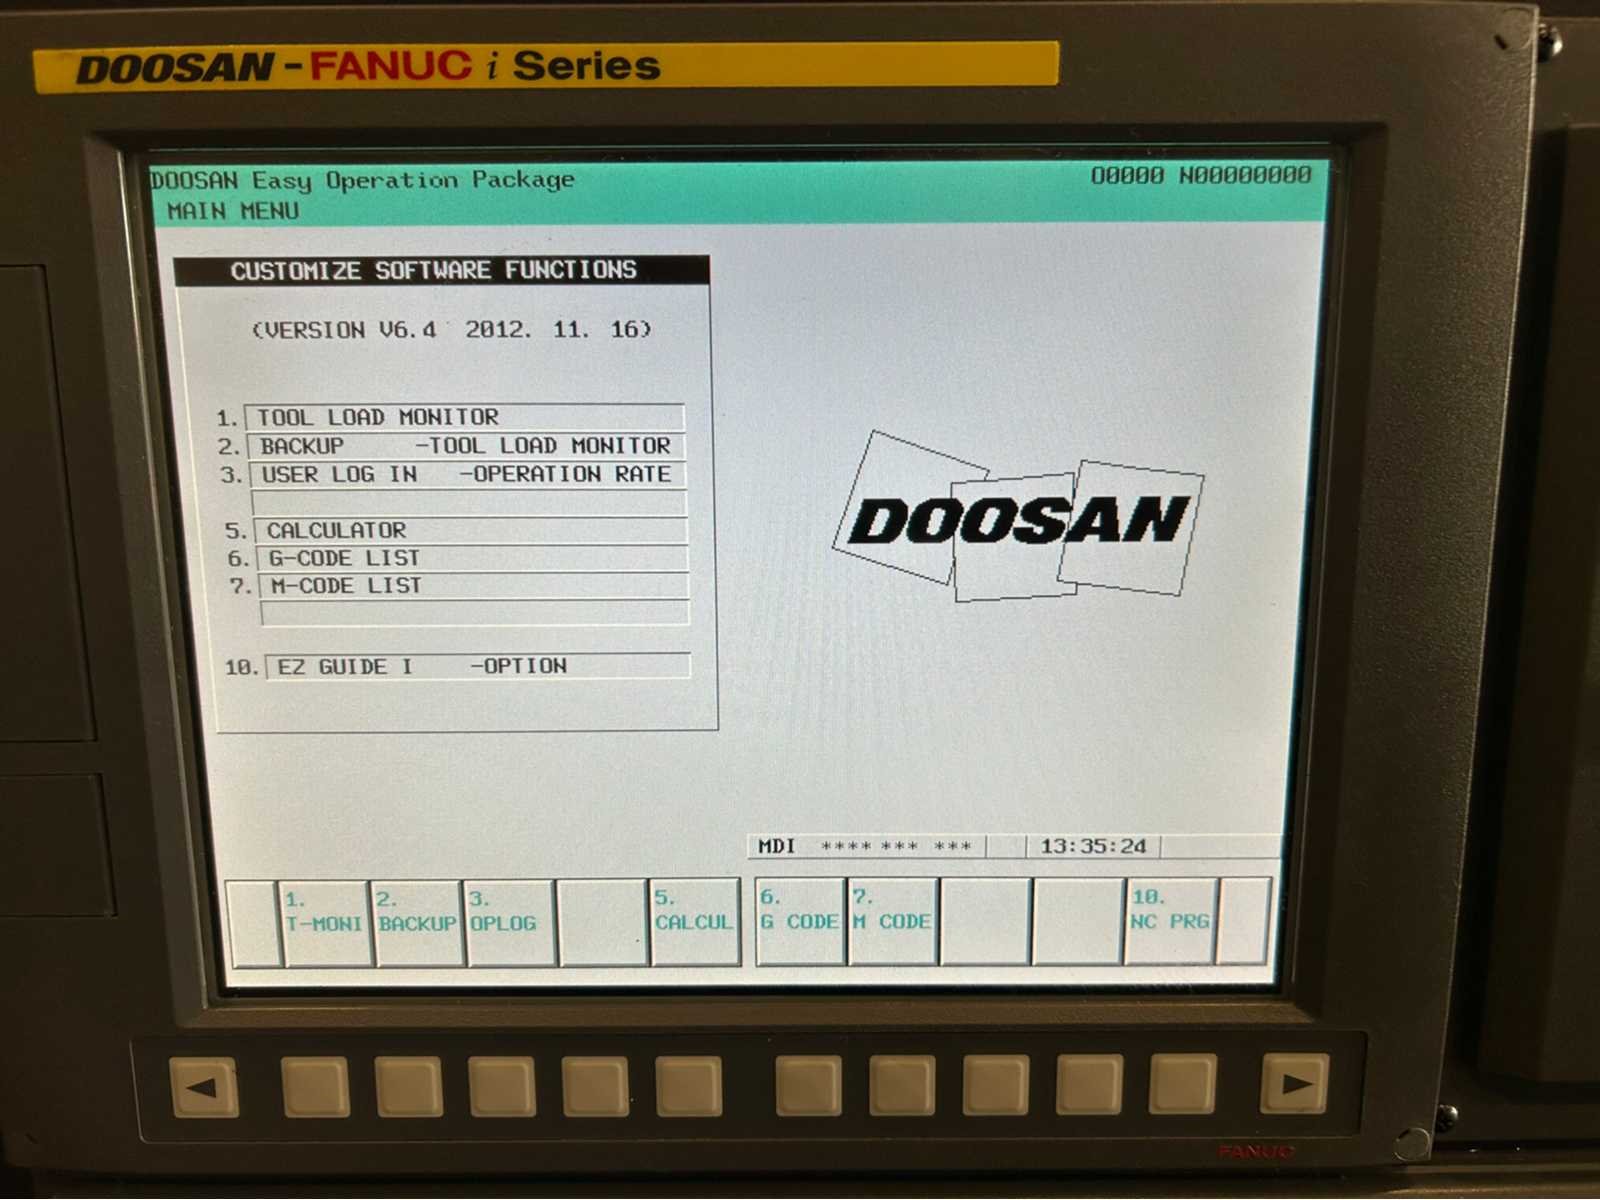 DOOSAN-FANUC i Series
DOOSAN Easy Operation Package O0000 N00000000
MAIN MENU
CUSTOMIZE SOFTWARE FUNCTIONS
(VERSION V6.4 2012. 11. 16)
1. TOOL LOAD MONITOR
2. BACKUP -TOOL LOAD MONITOR
3. USER LOG IN -OPERATION RATE
5. CALCULATOR
6. G-CODE LIST
7. M-CODE LIST
10. EZ GUIDE I -OPTION
DOOSAN
MDI **** *** *** 13:35:24
1. 2. 3. 5. 6. 7. 10.
T-MONI BACKUP OPLOG CALCUL G CODE M CODE NC PRG
FANUC